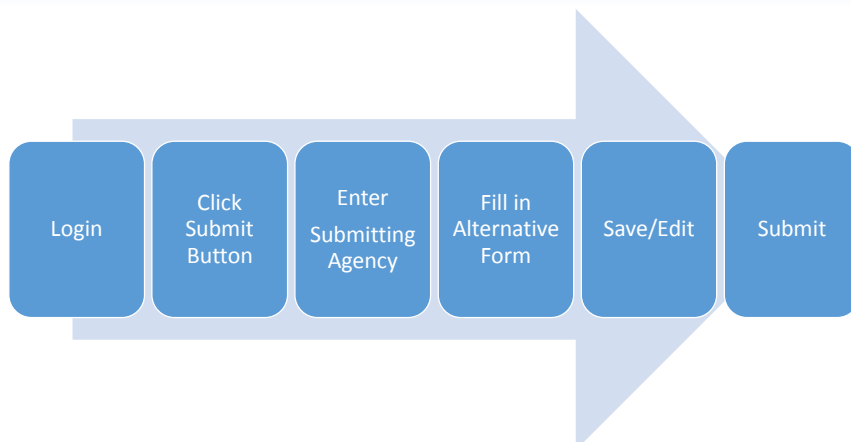 Login
Click
Submit
Button
Enter
Submitting
Agency
Fill in
Alternative
Form
Save/Edit
Submit